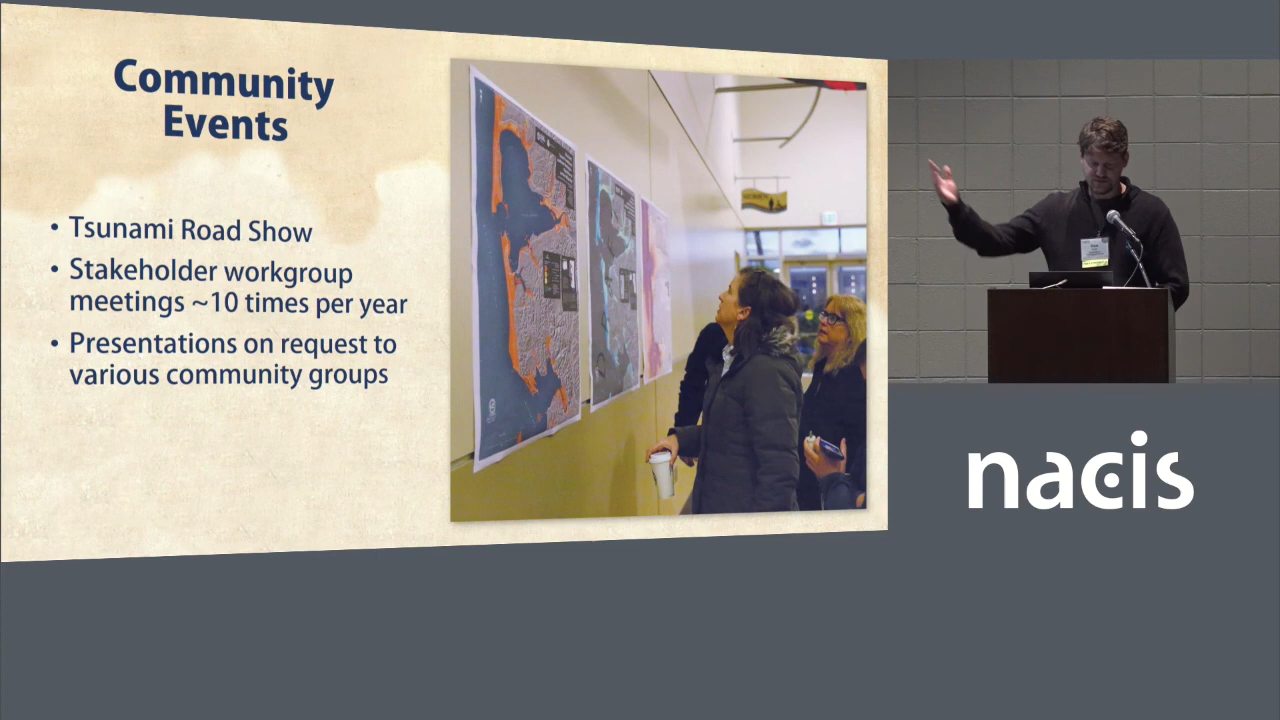 Community
Events
• Tsunami Road Show
• Stakeholder workgroup
meetings ~10 times per year
• Presentations on request to
various community groups
WOMEN
nacis